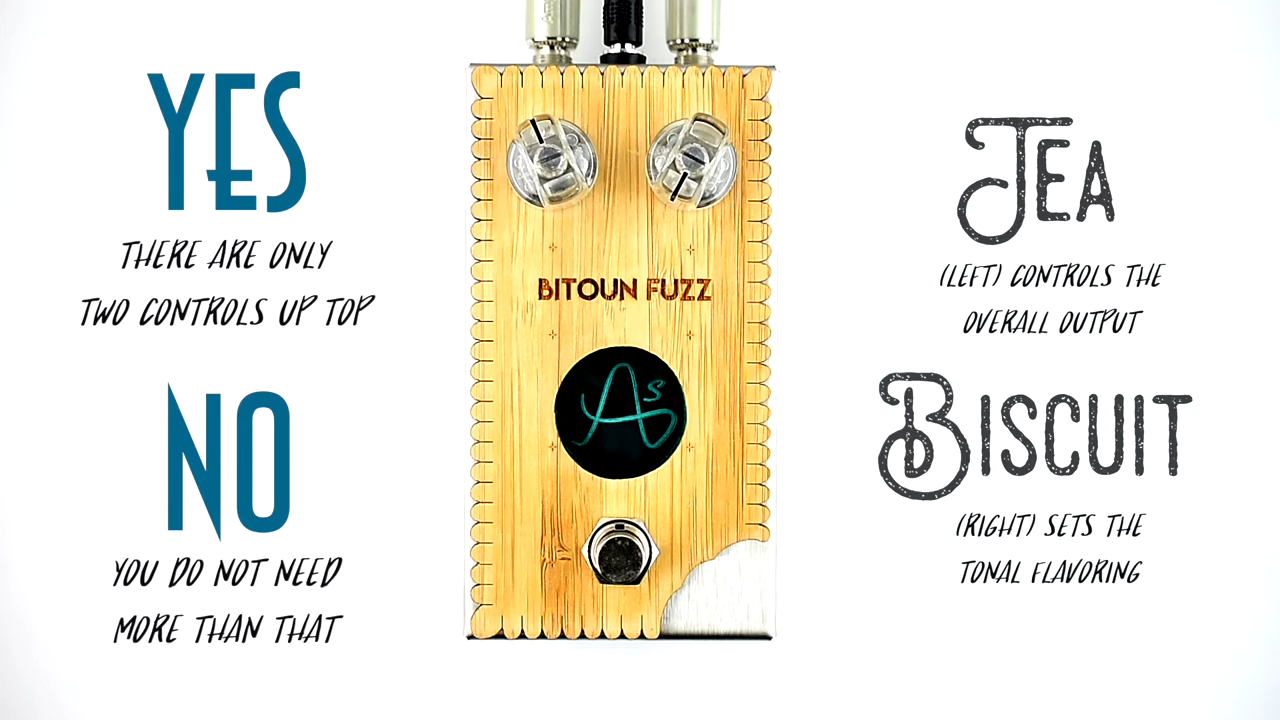 YES
THERE ARE ONLY
TWO CONTROLS UP TOP
NO
YOU DO NOT NEED
MORE THAN THAT
BITOUN FUZZ
AS
TEA
(LEFT) CONTROLS THE
OVERALL OUTPUT
BISCUIT
(RIGHT) SETS THE
TONAL FLAVORING